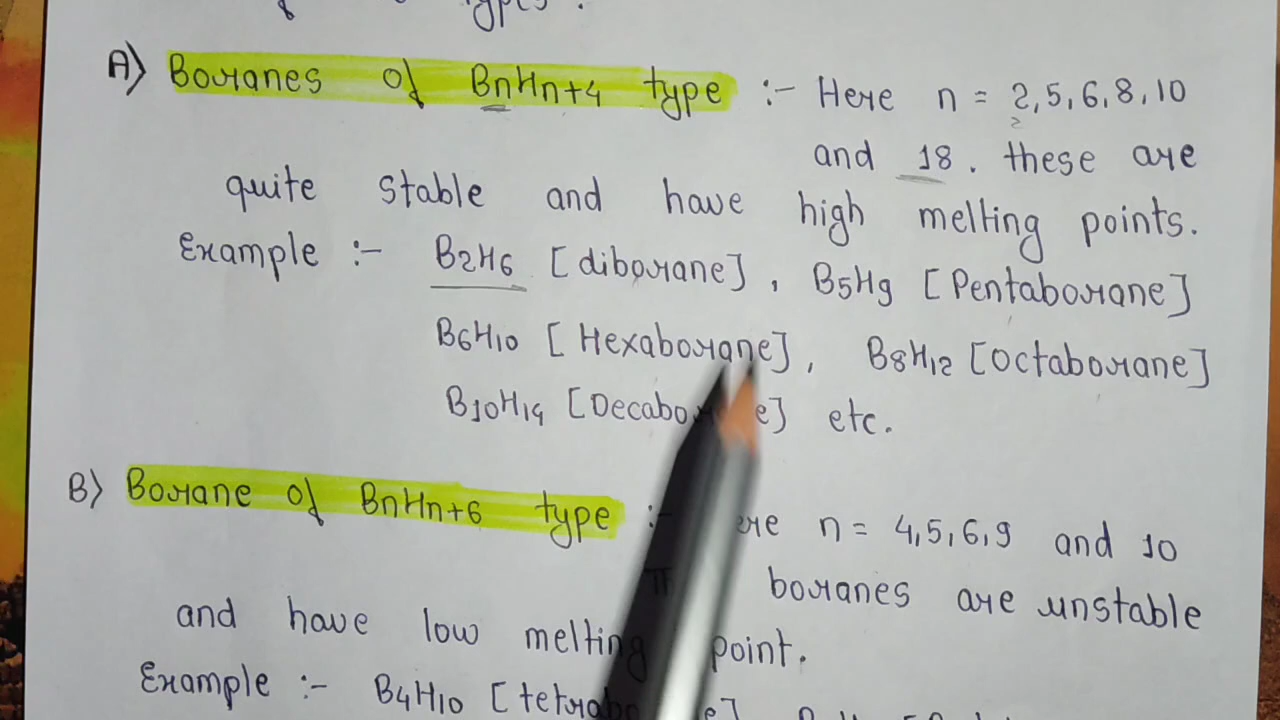 types.
A) Boranes of BnHn+4 type :- Here n = 2,5,6,8,10
and 18. these are
quite stable and have high melting points.
Example :- B2H6 [diborane], B5H9 [Pentaborane]
B6H10 [Hexaborane], B8H12 [Octaborane]
B10H14 [Decabo e] etc.
B) Borane of BnHn+6 type :- ere n = 4,5,6,9 and 10
boranes are unstable
and have low melting point.
Example :- B4H10 [tetrabo e]